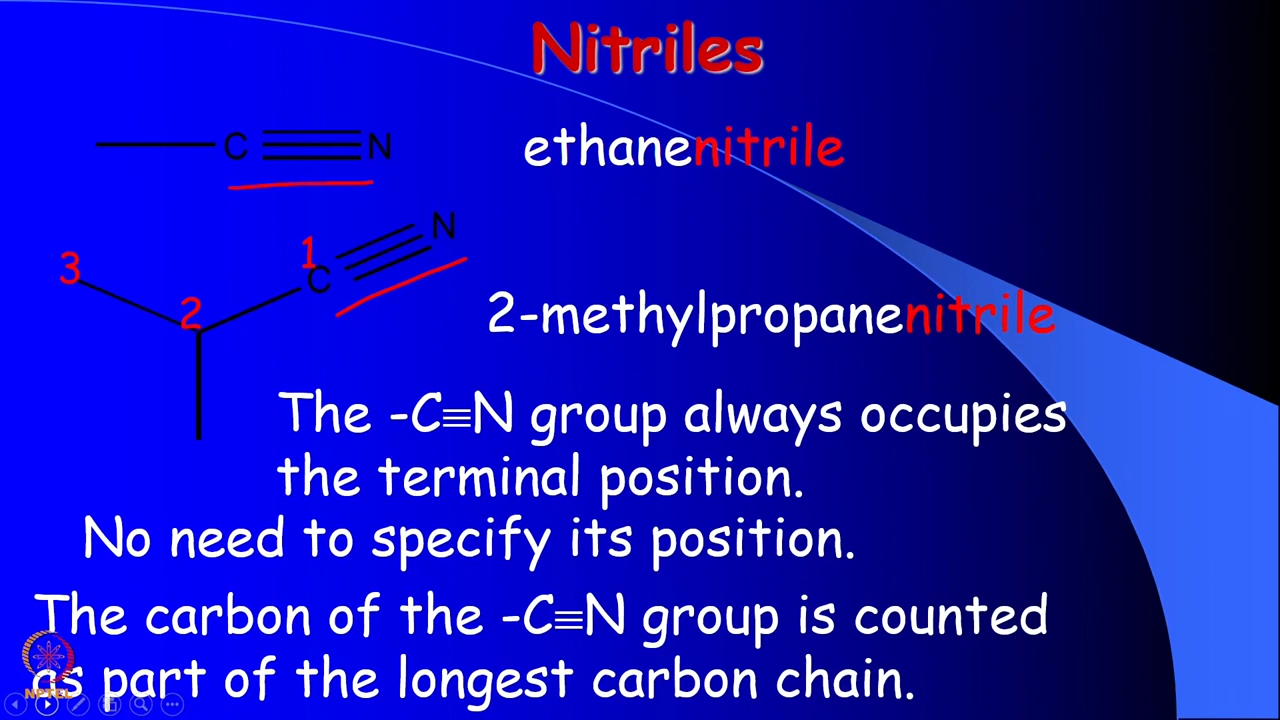 Nitriles
C N
ethanenitrile
N
1
C
3
2
2-methylpropanenitrile
The -C≡N group always occupies
the terminal position.
No need to specify its position.
The carbon of the -C≡N group is counted
as part of the longest carbon chain.
NPTEL